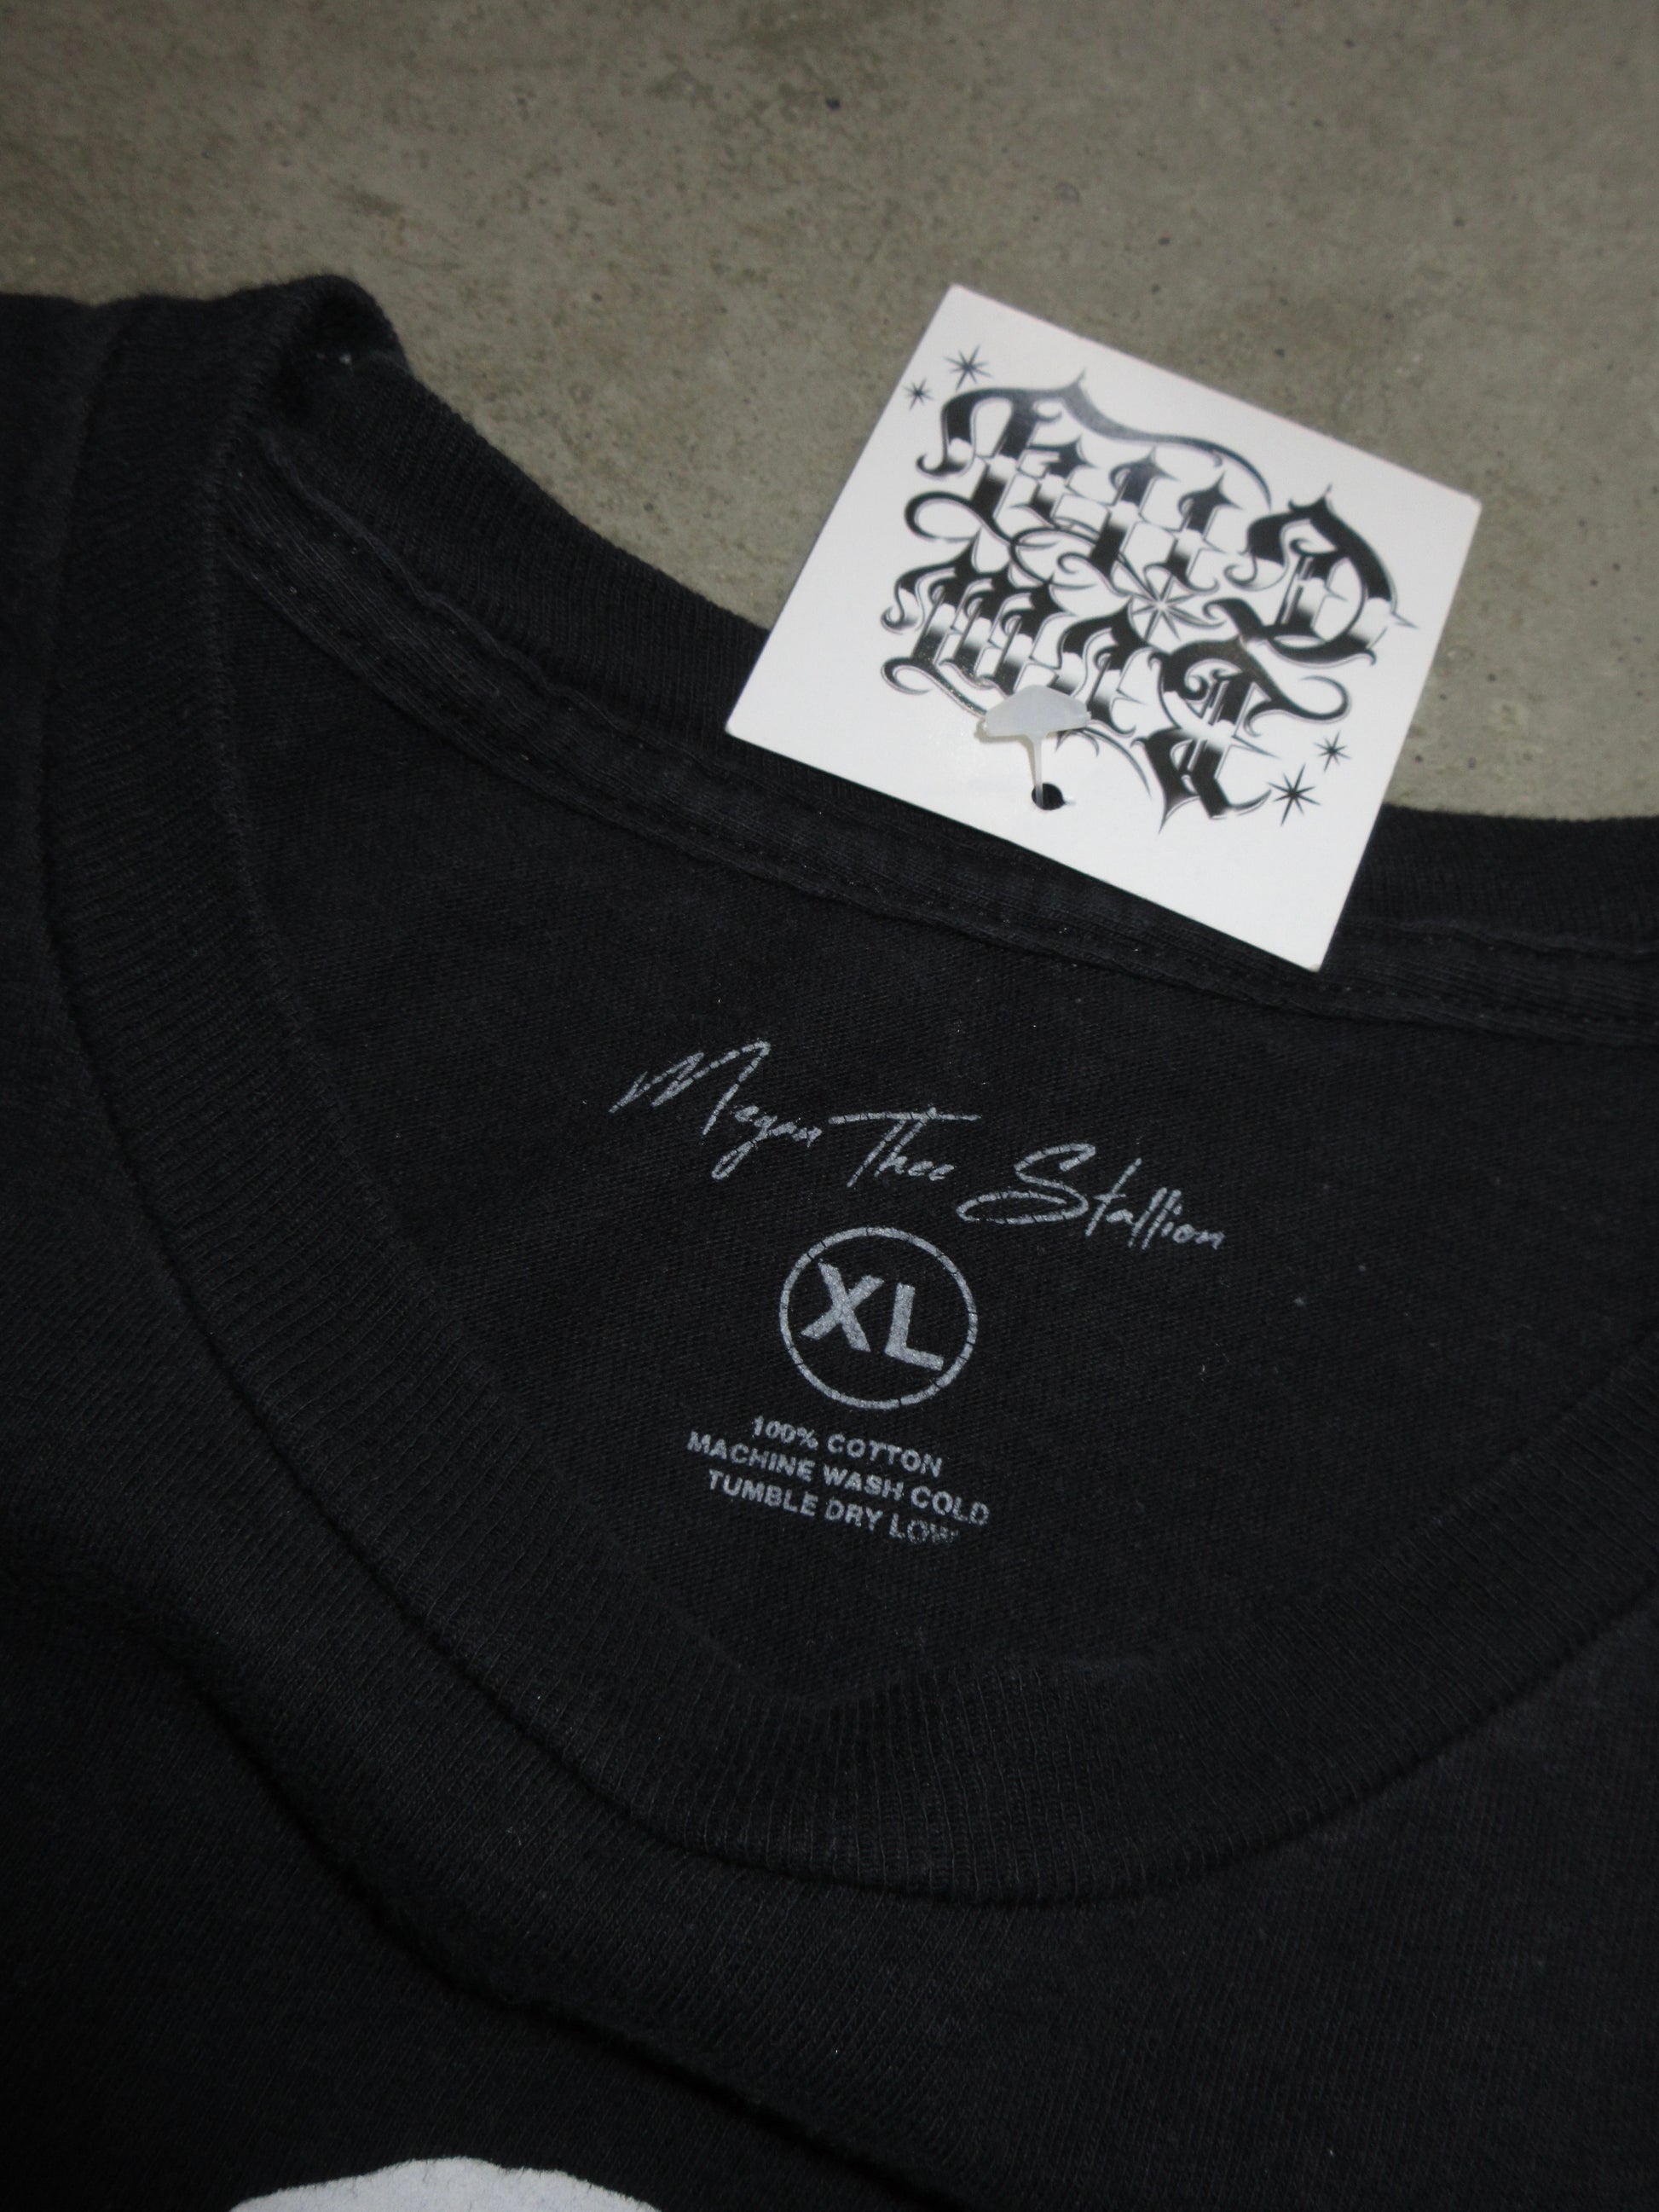 Megan Thee Stallion
XL
100% COTTON
MACHINE WASH COLD
TUMBLE DRY LOW